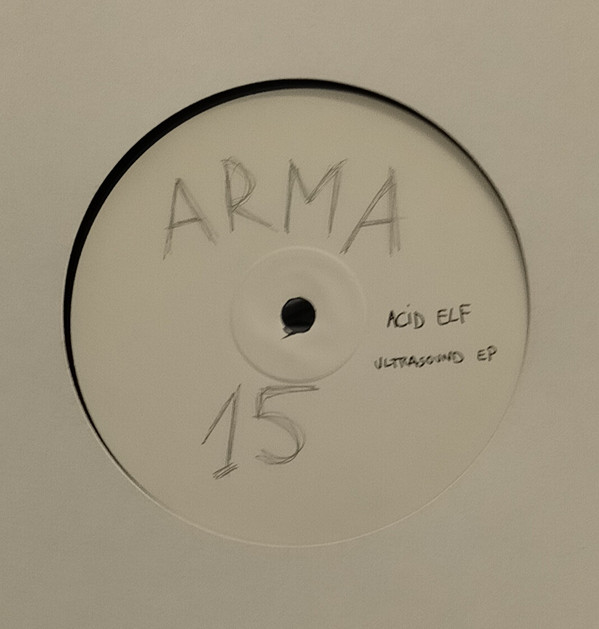 ARMA
ACID ELF
ULTRASOUND EP
15